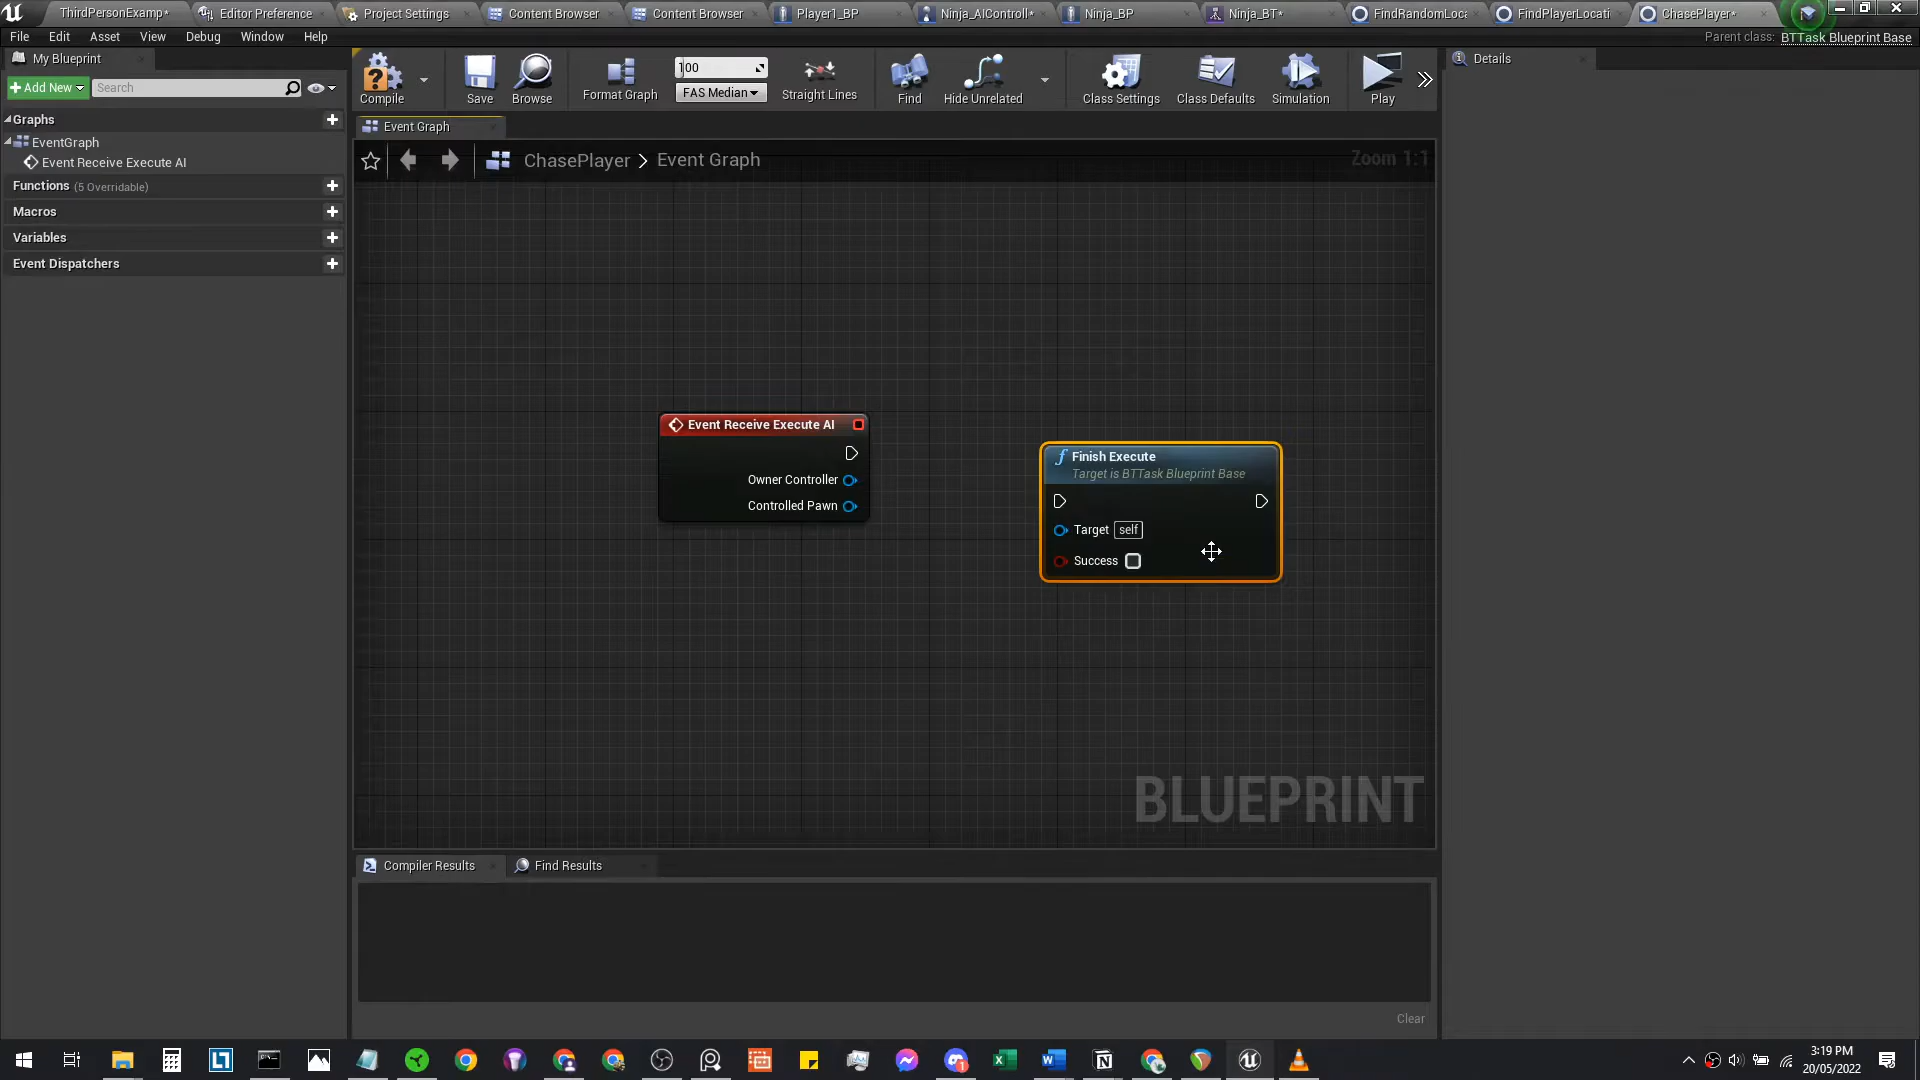 ThirdPersonExamp*
Editor Preference
Project Settings
Content Browser
Content Browser
Player1_BP
Ninja_AIControll*
Ninja_BP
Ninja_BT*
FindRandomLoca
FindPlayerLocati
ChasePlayer*
File Edit Asset View Debug Window Help
Parent class: BTTask Blueprint Base
My Blueprint
Add New
Search
Graphs
EventGraph
Event Receive Execute AI
Functions (5 Overridable)
Macros
Variables
Event Dispatchers
Compile
Save
Browse
Format Graph
100
FAS Median
Straight Lines
Find
Hide Unrelated
Class Settings
Class Defaults
Simulation
Play
Details
Event Graph
ChasePlayer > Event Graph
Zoom 1:1
Event Receive Execute AI
Owner Controller
Controlled Pawn
Finish Execute
Target is BTTask Blueprint Base
Target self
Success
BLUEPRINT
Compiler Results
Find Results
Clear
3:19 PM
20/05/2022